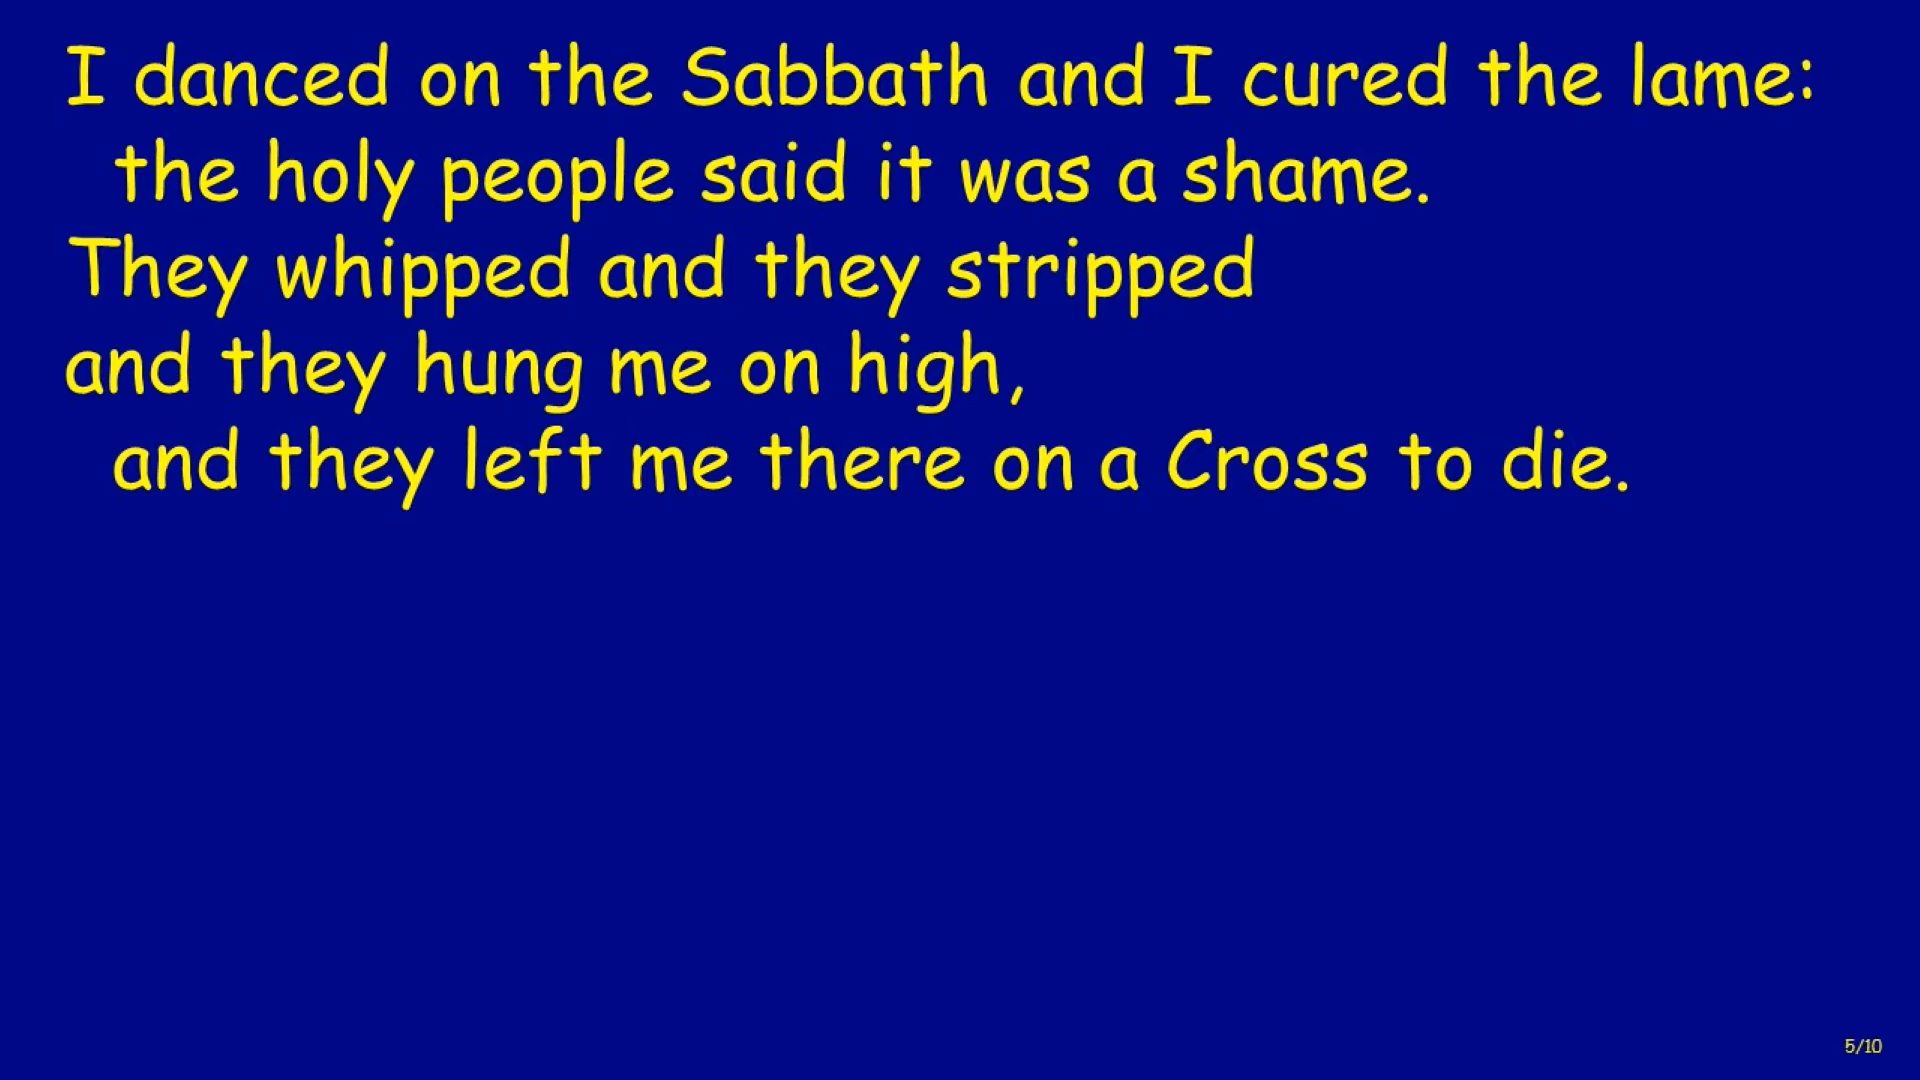 I danced on the Sabbath and I cured the lame:
the holy people said it was a shame.
They whipped and they stripped
and they hung me on high,
and they left me there on a Cross to die.
5/10